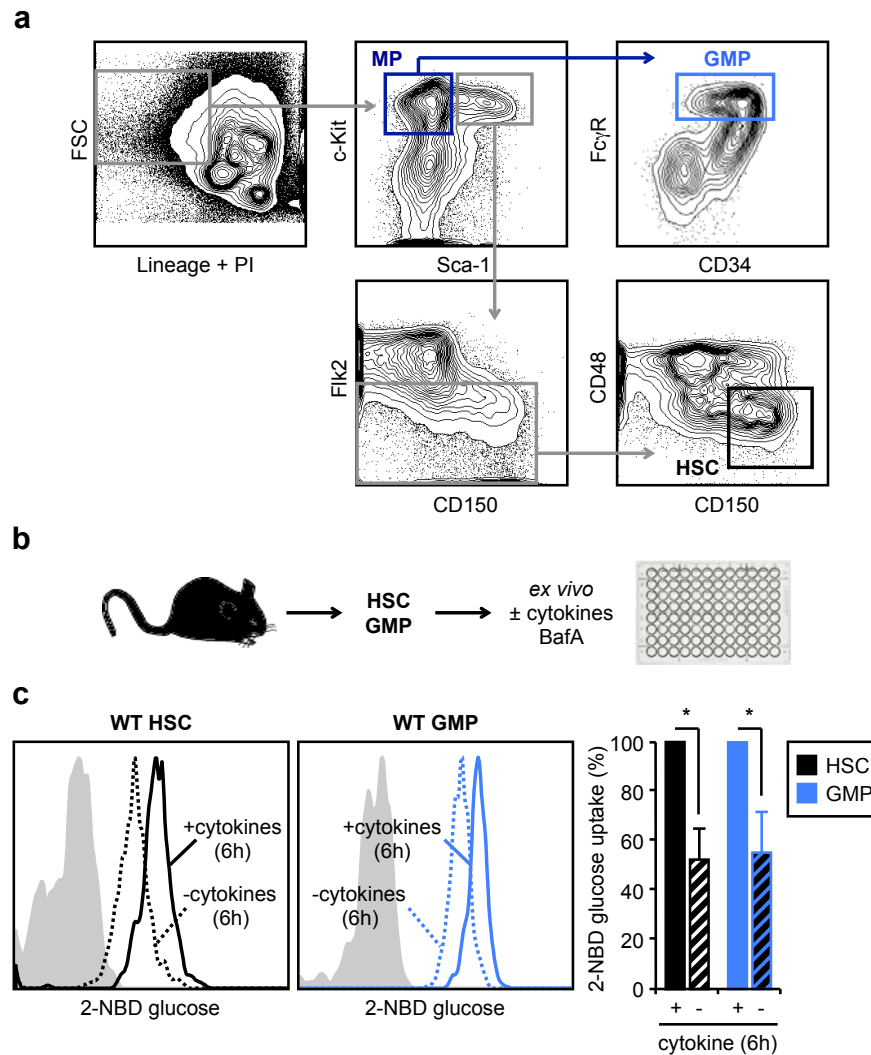 a
FSC
Lineage + PI
MP
c-Kit
Sca-1
GMP
FcγR
CD34
Flk2
CD150
CD48
HSC
CD150
b
HSC
GMP
ex vivo
± cytokines
BafA
c
WT HSC
+cytokines
(6h)
-cytokines
(6h)
2-NBD glucose
WT GMP
+cytokines
(6h)
-cytokines
(6h)
2-NBD glucose
2-NBD glucose uptake (%)
100
80
60
40
20
0
* *
+ - + -
cytokine (6h)
HSC
GMP